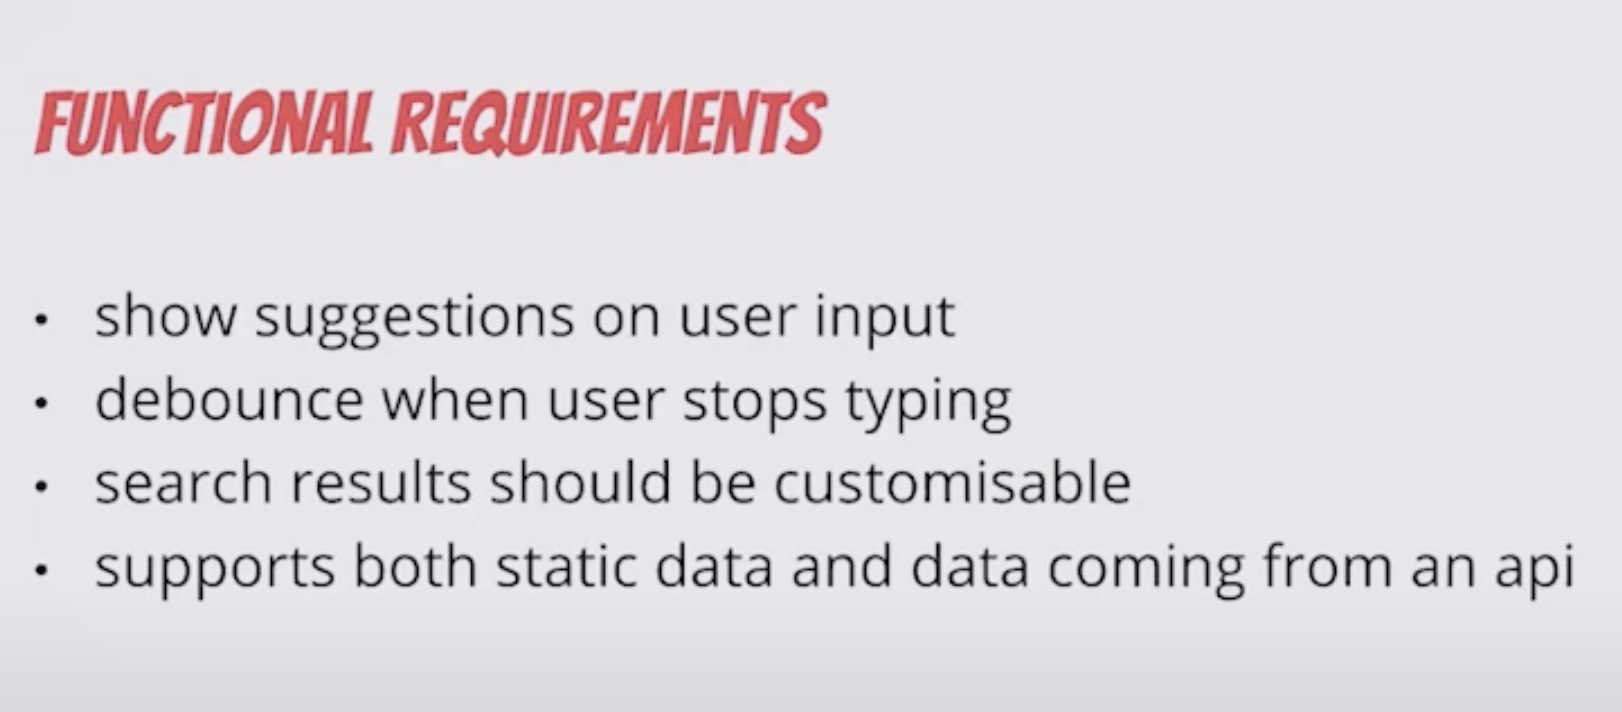 FUNCTIONAL REQUIREMENTS
• show suggestions on user input
• debounce when user stops typing
• search results should be customisable
• supports both static data and data coming from an api